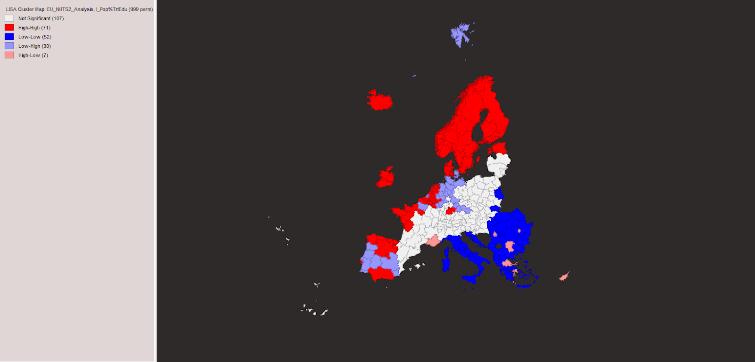 LISA Cluster Map: EU_NUTS2_Analysis, I_Pop%TrtEdu (999 perm)
Not Significant (107)
High-High (71)
Low-Low (52)
Low-High (30)
High-Low (7)